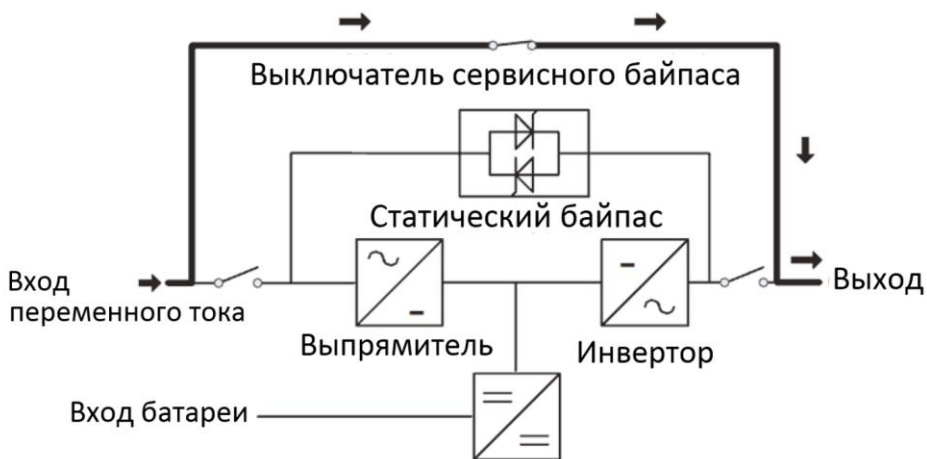 Выключатель сервисного байпаса
Статический байпас
Вход
переменного тока
Выход
Выпрямитель
Инвертор
Вход батареи